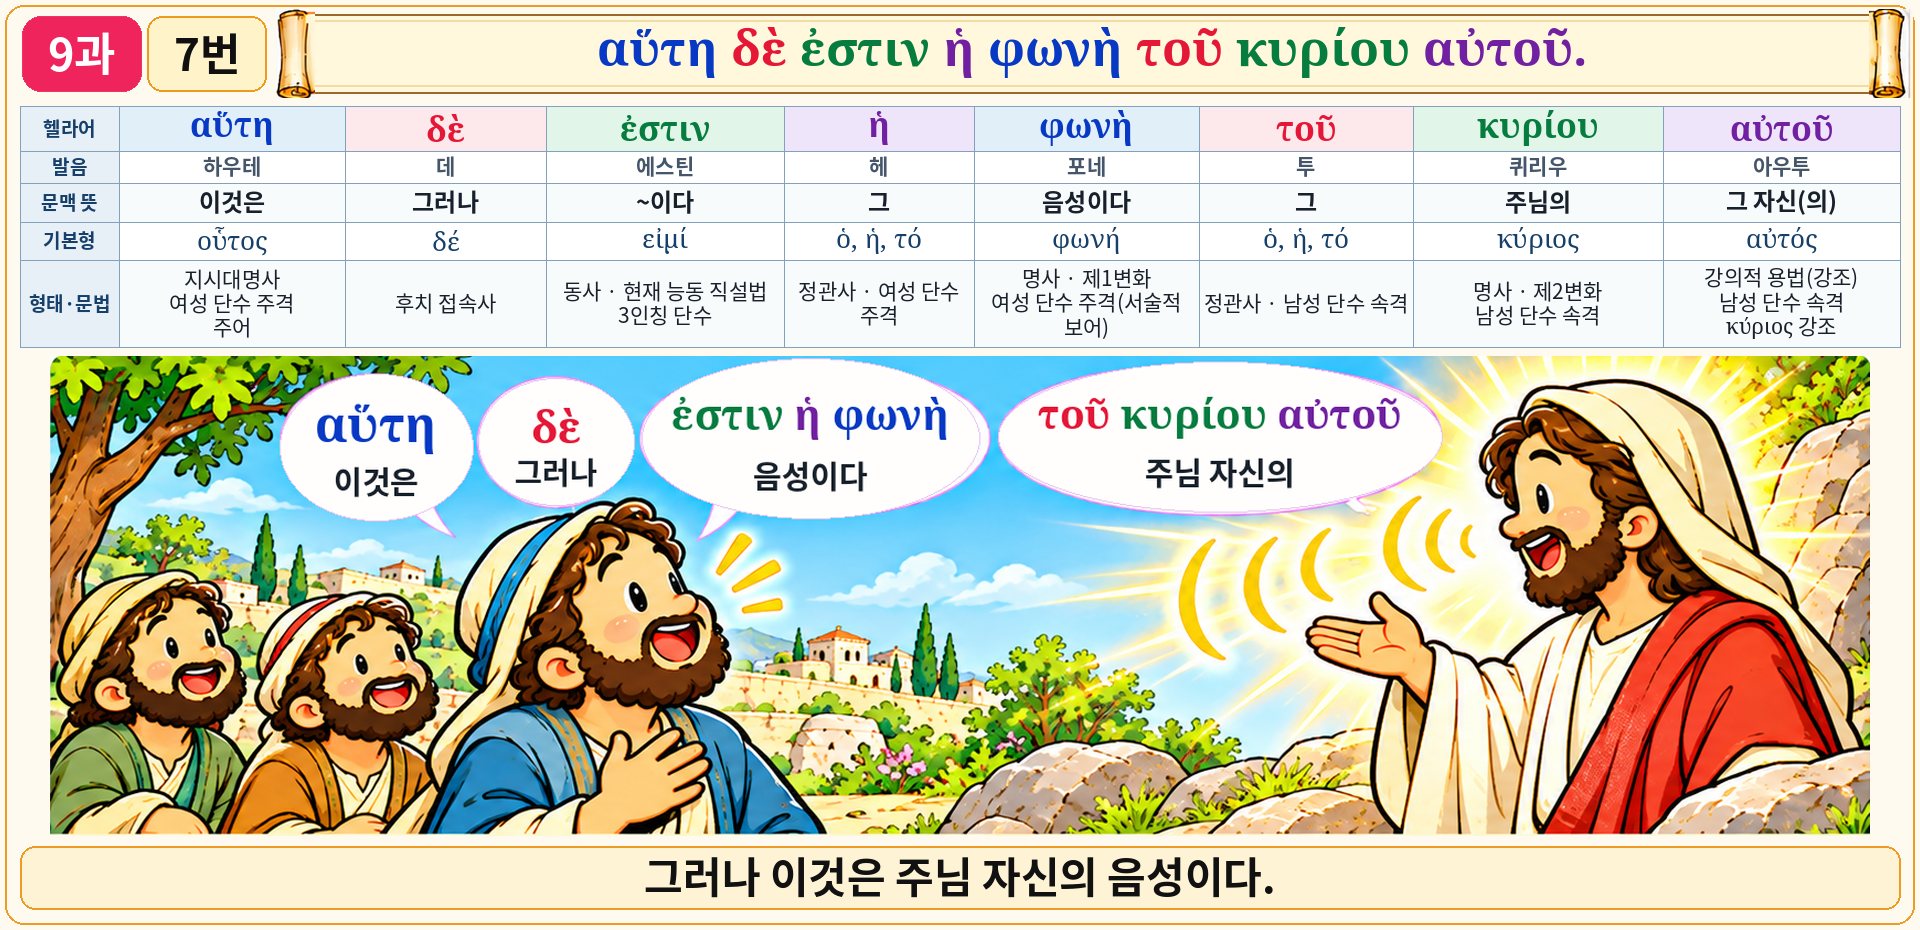 9과 7번 αὕτη δὲ ἐστιν ἡ φωνὴ τοῦ κυρίου αὐτοῦ.
헬라어 αὕτη δὲ ἐστιν ἡ φωνὴ τοῦ κυρίου αὐτοῦ
발음 하우테 데 에스틴 헤 포네 투 퀴리우 아우투
문맥 뜻 이것은 그러나 ~이다 그 음성이다 그 주님의 그 자신(의)
기본형 οὗτος δέ εἰμί ὁ, ἡ, τό φωνή ὁ, ἡ, τό κύριος αὐτός
형태·문법
지시대명사
여성 단수 주격
주어
후치 접속사
동사 · 현재 능동 직설법
3인칭 단수
정관사 · 여성 단수
주격
명사 · 제1변화
여성 단수 주격(서술적
보어)
정관사 · 남성 단수 속격
명사 · 제2변화
남성 단수 속격
강의적 용법(강조)
남성 단수 속격
κύριος 강조
αὕτη
이것은
δὲ
그러나
ἐστιν ἡ φωνὴ
음성이다
τοῦ κυρίου αὐτοῦ
주님 자신의
그러나 이것은 주님 자신의 음성이다.